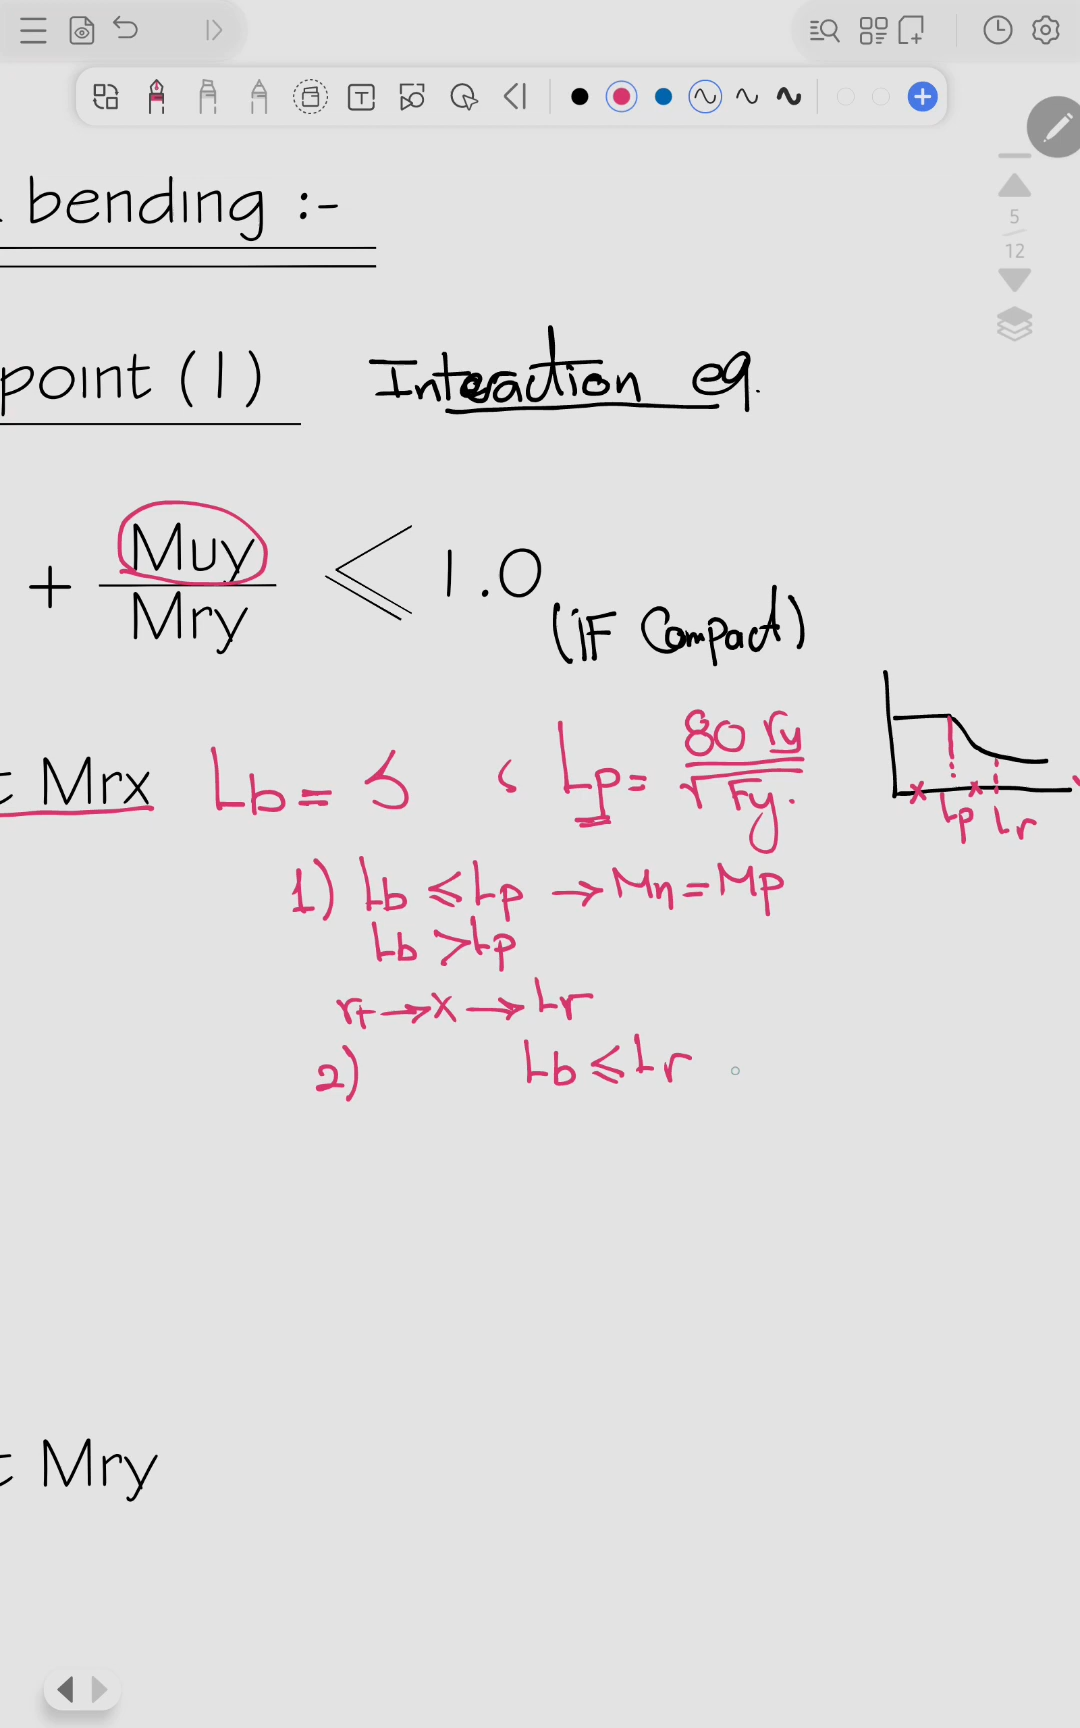 bending :-
point (1) Interaction eq.
+ Muy / Mry ≤ 1.0
(IF Compact)
Mrx Lb = S < Lp = 80 ry / √Fy.
Lp Lr
1) Lb ≤ Lp → Mn = Mp
Lb > Lp
rt → X → Lr
2) Lb ≤ Lr
Mry
5
12